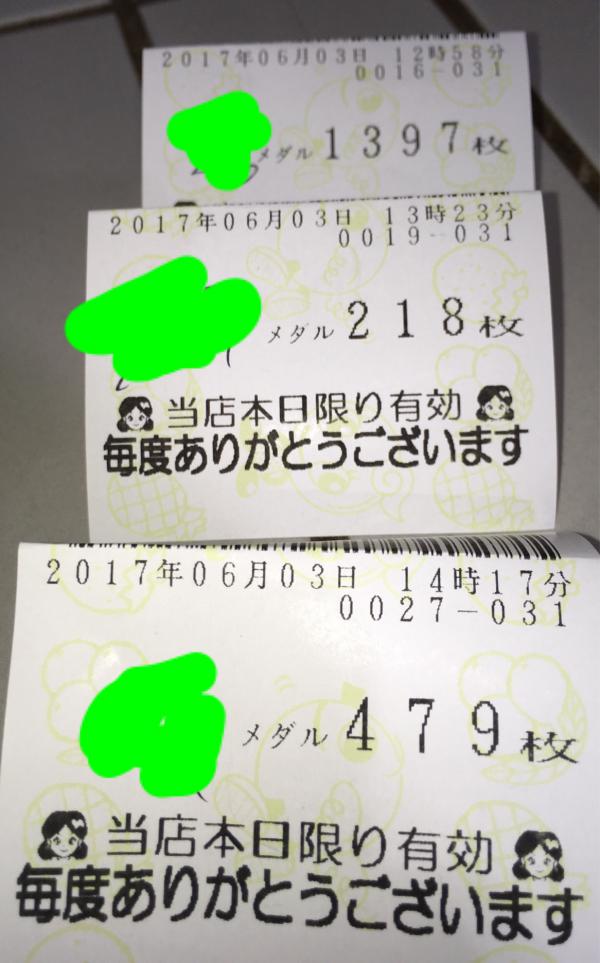 2017年06月03日 12時58分
0016-031
メダル 1397枚
2017年06月03日 13時23分
0019-031
メダル 218枚
当店本日限り有効
毎度ありがとうございます
2017年06月03日 14時17分
0027-031
メダル 479枚
当店本日限り有効
毎度ありがとうございます